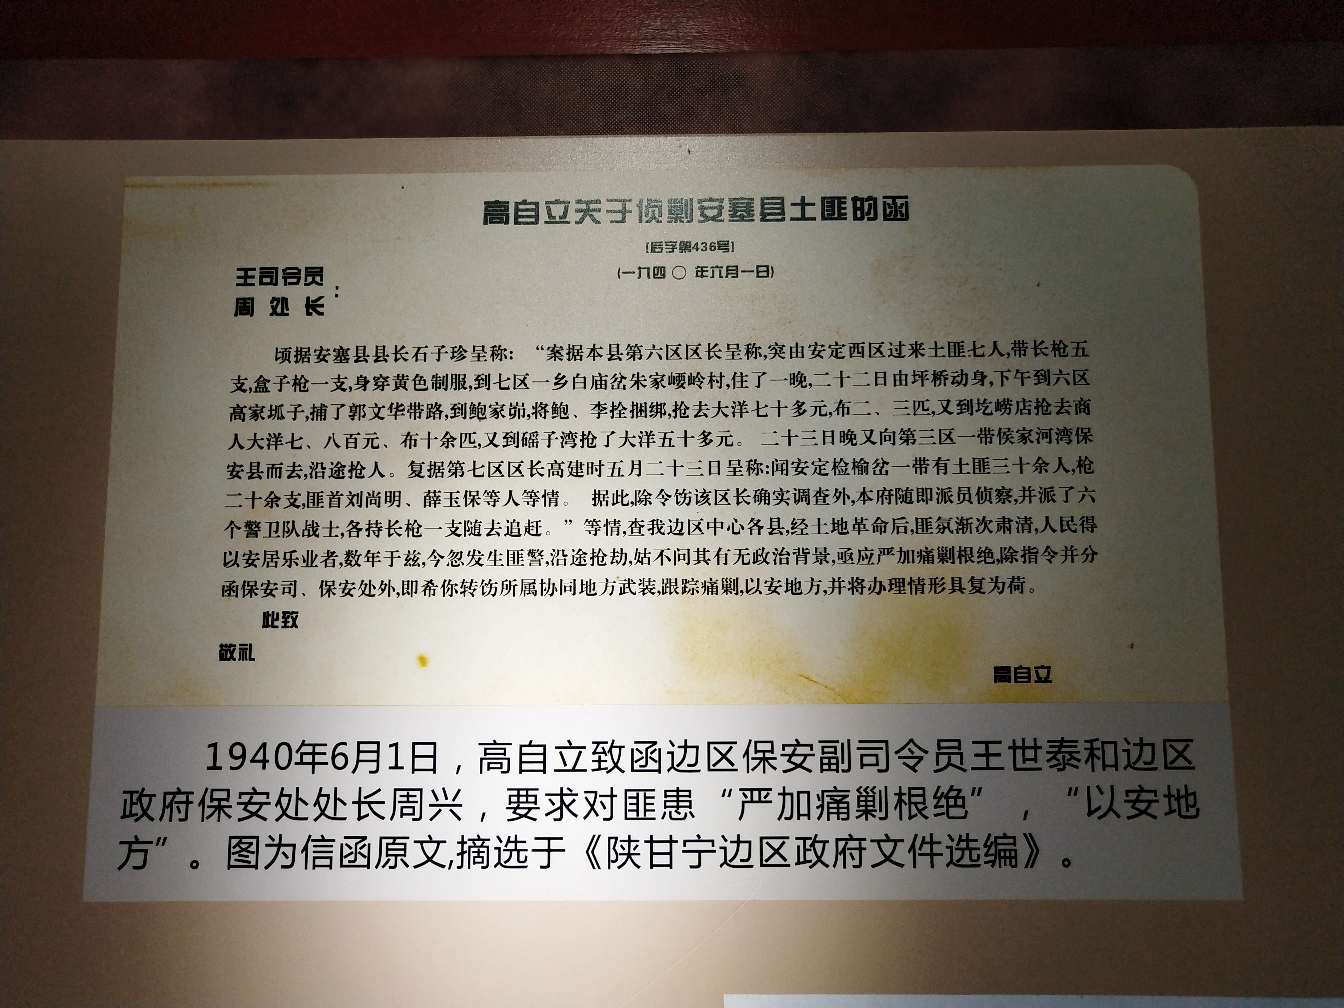 高自立关于侦剿安塞县土匪的函
[后字第436号]
(一九四〇年六月一日)
王司令员
周处长:
顷据安塞县县长石子珍呈称:“案据本县第六区区长呈称,突由安定西区过来土匪七人,带长枪五
支,盒子枪一支,身穿黄色制服,到七区一乡白庙岔朱家崾岭村,住了一晚,二十二日由坪桥动身,下午到六区
高家坬子,捕了郭文华带路,到鲍家峁,将鲍、李拴捆绑,抢去大洋七十多元,布二、三匹,又到圪崂店抢去商
人大洋七、八百元、布十余匹,又到磘子湾抢了大洋五十多元。 二十三日晚又向第三区一带侯家河湾保
安县而去,沿途抢人。复据第七区区长高建时五月二十三日呈称:闻安定检榆岔一带有土匪三十余人,枪
二十余支,匪首刘尚明、薛玉保等人等情。 据此,除令饬该区长确实调查外,本府随即派员侦察,并派了六
个警卫队战士,各持长枪一支随去追赶。”等情,查我边区中心各县,经土地革命后,匪氛渐次肃清,人民得
以安居乐业者,数年于兹,今忽发生匪警,沿途抢劫,姑不问其有无政治背景,亟应严加痛剿根绝,除指令并分
函保安司、保安处外,即希你转饬所属协同地方武装,跟踪痛剿,以安地方,并将办理情形具复为荷。
此致
敬礼
高自立
1940年6月1日，高自立致函边区保安副司令员王世泰和边区
政府保安处处长周兴，要求对匪患“严加痛剿根绝”，“以安地
方”。图为信函原文,摘选于《陕甘宁边区政府文件选编》。